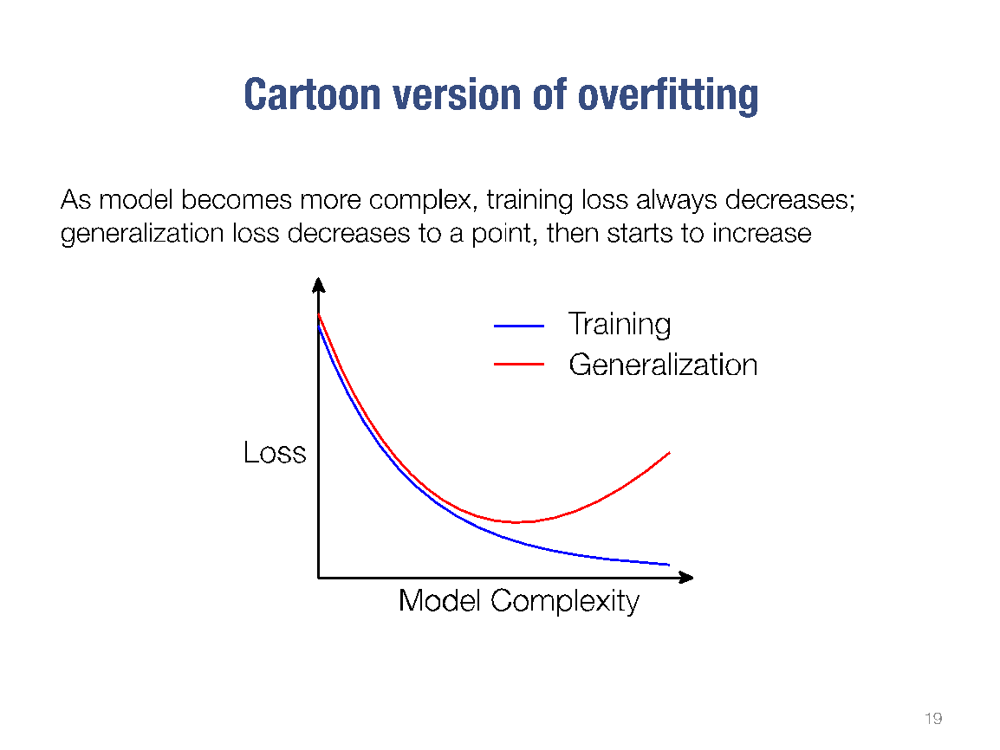 Cartoon version of overfitting
As model becomes more complex, training loss always decreases;
generalization loss decreases to a point, then starts to increase
Training
Generalization
Loss
Model Complexity
19